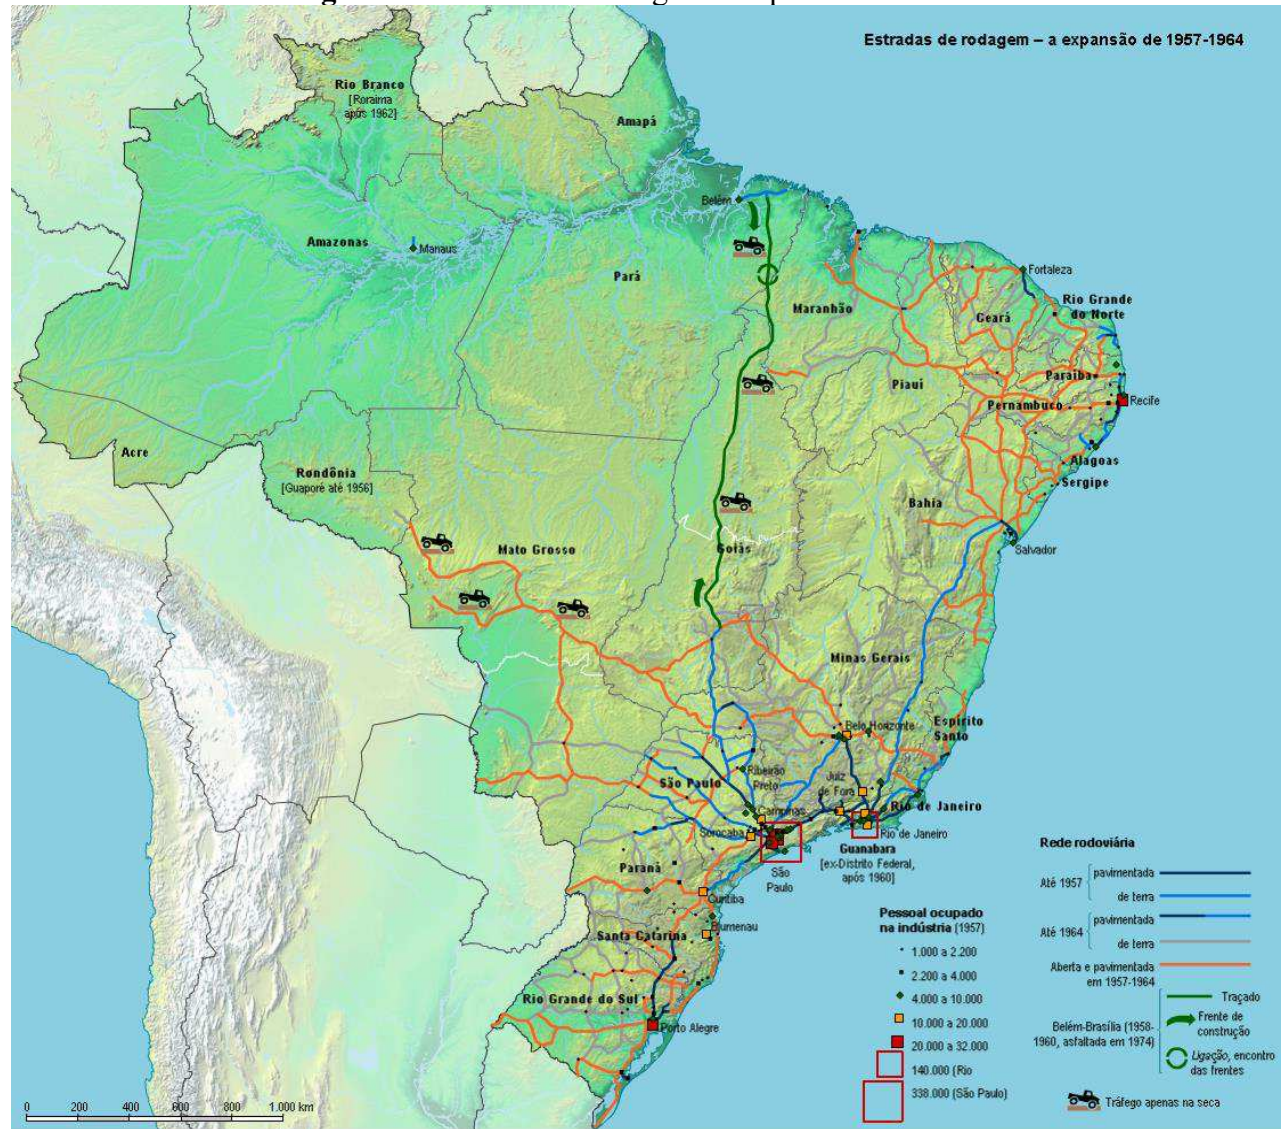 Estradas de rodagem – a expansão de 1957-1964
Rio Branco
[Roraima
após 1962]
Amapá
Belém
Amazonas
Manaus
Pará
Fortaleza
Maranhão
Rio Grande
do Norte
Ceará
Paraíba
Piauí
Pernambuco
Recife
Acre
Alagoas
Rondônia
[Guaporé até 1956]
Sergipe
Bahia
Mato Grosso
Goiás
Salvador
Minas Gerais
Espírito
Santo
Belo Horizonte
Ribeirão
Preto
São Paulo
Juiz
de Fora
Rio de Janeiro
Campinas
Sorocaba
Rio de Janeiro
Guanabara
[ex-Distrito Federal,
após 1960]
São
Paulo
Paraná
Curitiba
Blumenau
Santa Catarina
Rio Grande do Sul
Porto Alegre
Pessoal ocupado
na indústria (1957)
1.000 a 2.200
2.200 a 4.000
4.000 a 10.000
10.000 a 20.000
20.000 a 32.000
140.000 (Rio
338.000 (São Paulo)
Rede rodoviária
Até 1957
pavimentada
de terra
Até 1964
pavimentada
de terra
Aberta e pavimentada
em 1957-1964
Belém-Brasília (1958-
1960, asfaltada em 1974)
Traçado
Frente de
construção
Ligação, encontro
das frentes
Tráfego apenas na seca
0 200 400 600 800 1.000 km